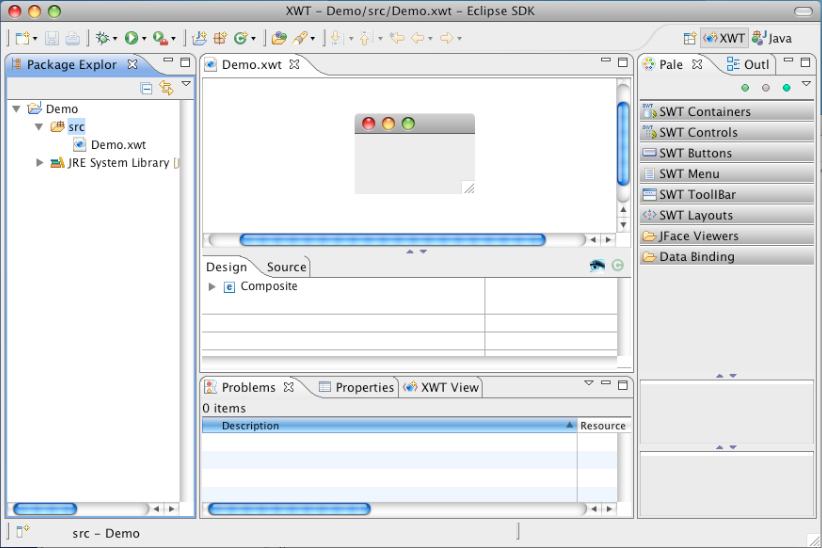 XWT – Demo/src/Demo.xwt – Eclipse SDK
XWT Java
Package Explor
Demo
src
Demo.xwt
JRE System Library [J
Demo.xwt
Design Source
Composite
Problems Properties XWT View
0 items
Description Resource
Pale Outl
SWT Containers
SWT Controls
SWT Buttons
SWT Menu
SWT ToollBar
SWT Layouts
JFace Viewers
Data Binding
src – Demo